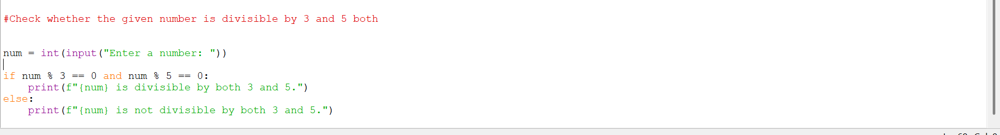 #Check whether the given number is divisible by 3 and 5 both
num = int(input("Enter a number: "))
if num % 3 == 0 and num % 5 == 0:
    print(f"{num} is divisible by both 3 and 5.")
else:
    print(f"{num} is not divisible by both 3 and 5.")